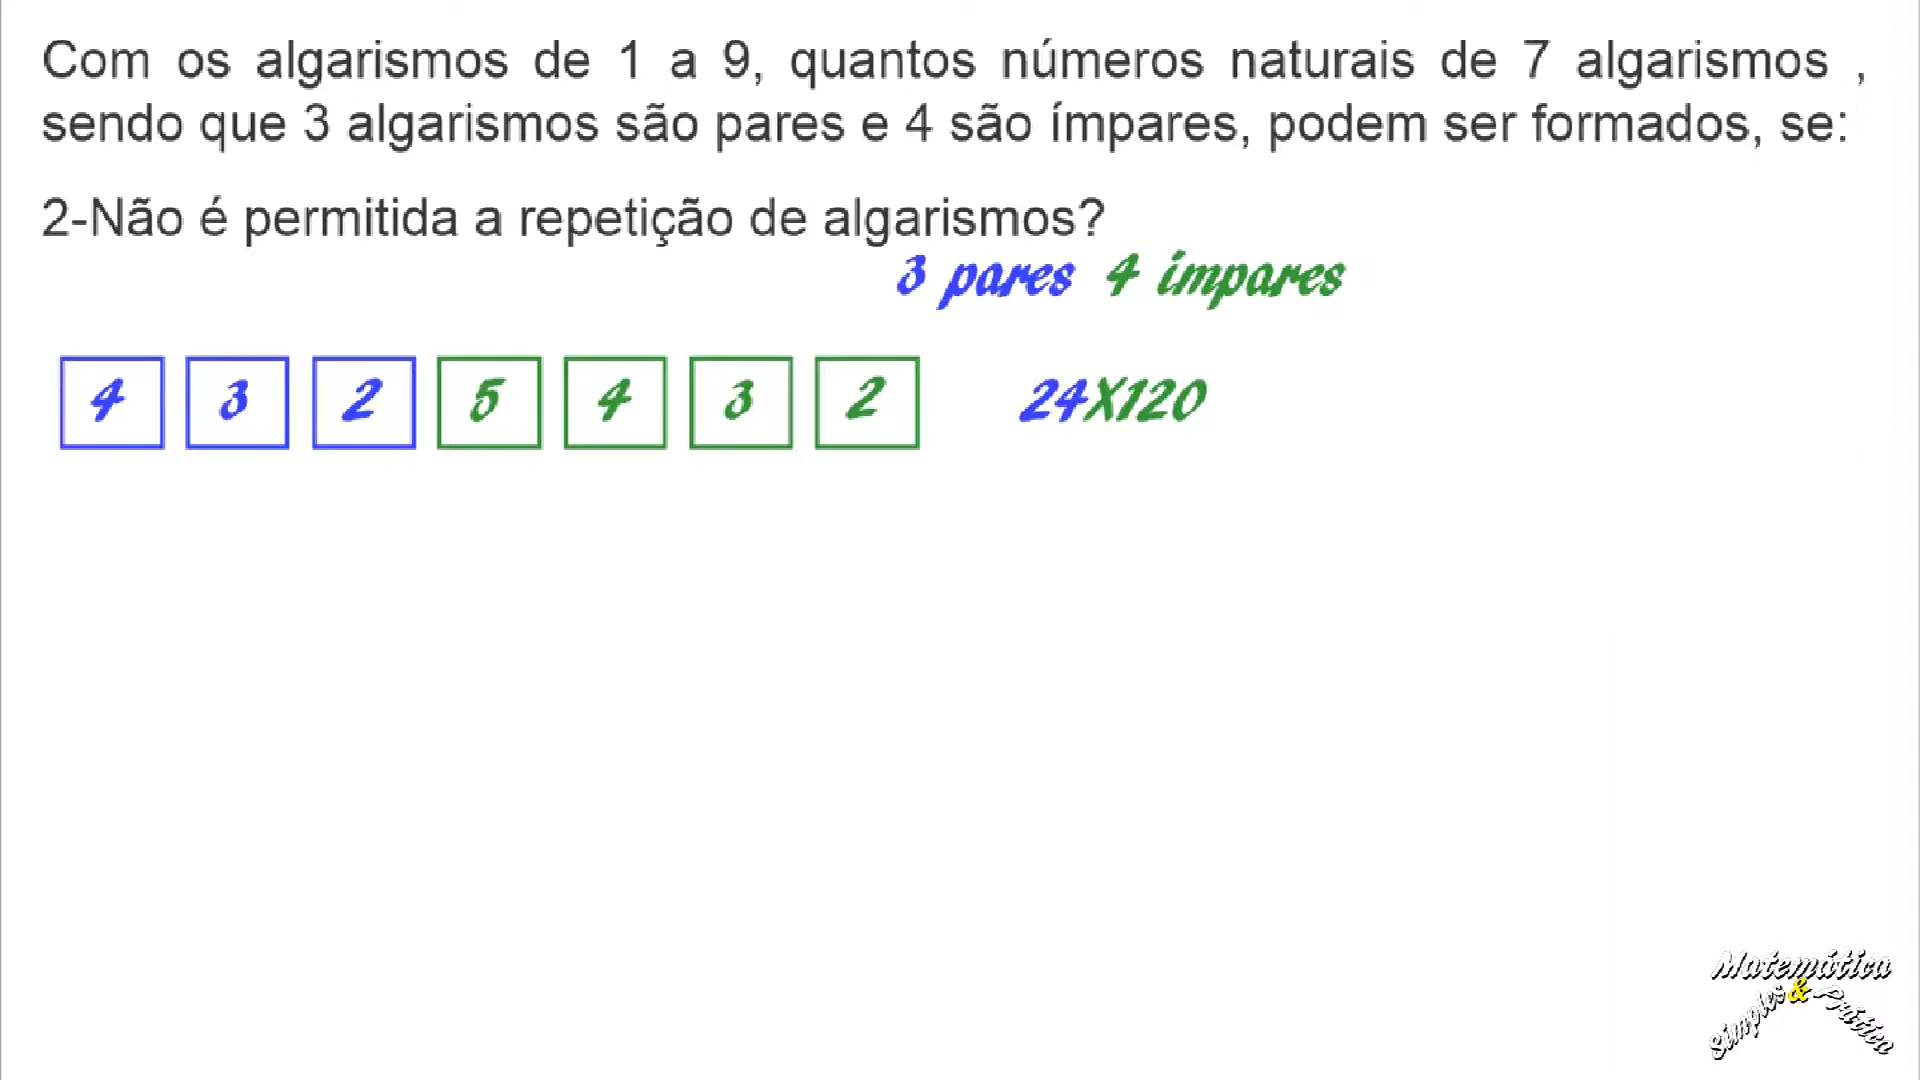 Com os algarismos de 1 a 9, quantos números naturais de 7 algarismos ,
sendo que 3 algarismos são pares e 4 são ímpares, podem ser formados, se:
2-Não é permitida a repetição de algarismos?
3 pares 4 ímpares
4 3 2 5 4 3 2 24X120
Matemática
Simples & Prática